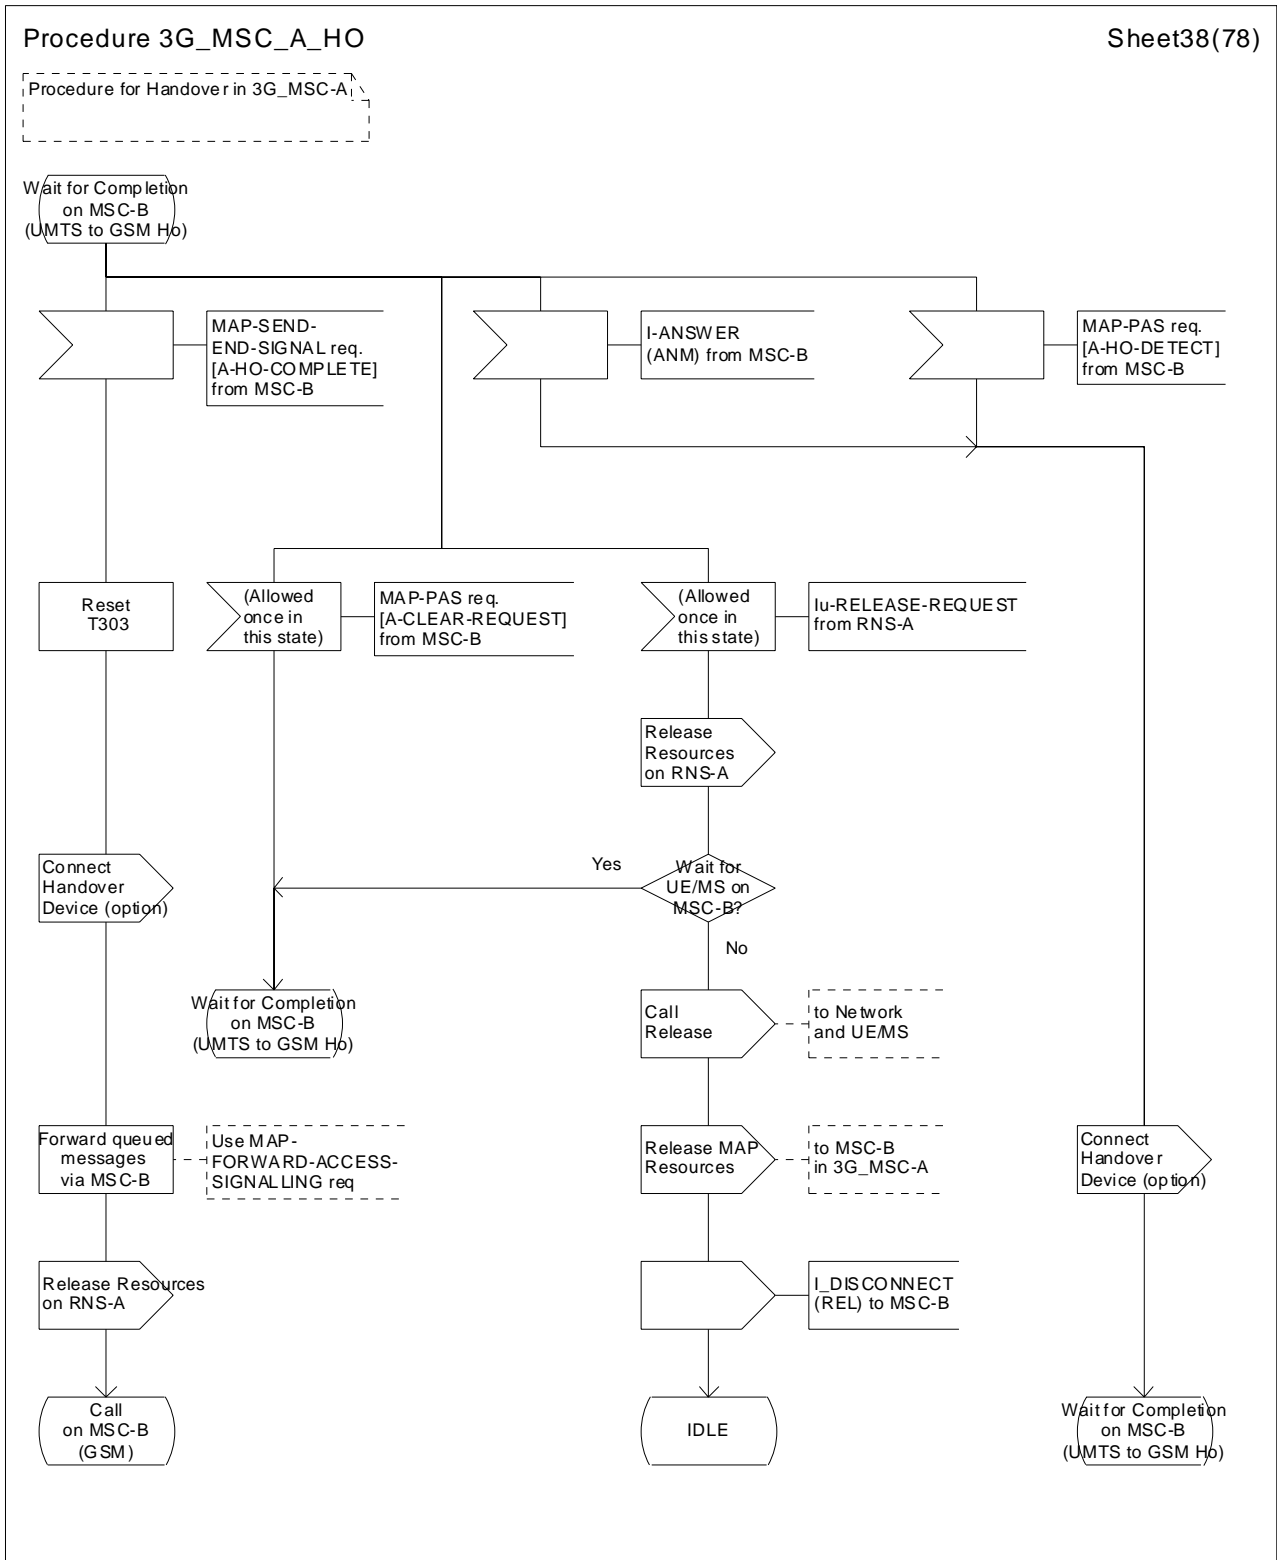 Procedure 3G_MSC_A_HO
Sheet38(78)
Procedure for Handover in 3G_MSC-A
Wait for Completion
on MSC-B
(UMTS to GSM Ho)
MAP-SEND-
END-SIGNAL req.
[A-HO-COMPLETE]
from MSC-B
I-ANSWER
(ANM) from MSC-B
MAP-PAS req.
[A-HO-DETECT]
from MSC-B
Reset
T303
(Allowed
once in
this state)
MAP-PAS req.
[A-CLEAR-REQUEST]
from MSC-B
(Allowed
once in
this state)
Iu-RELEASE-REQUEST
from RNS-A
Release
Resources
on RNS-A
Connect
Handover
Device (option)
Yes
Wait for
UE/MS on
MSC-B?
No
Wait for Completion
on MSC-B
(UMTS to GSM Ho)
Call
Release
to Network
and UE/MS
Forward queued
messages
via MSC-B
Use MAP-
FORWARD-ACCESS-
SIGNALLING req
Release MAP
Resources
to MSC-B
in 3G_MSC-A
Connect
Handover
Device (option)
Release Resources
on RNS-A
I_DISCONNECT
(REL) to MSC-B
Call
on MSC-B
(GSM)
IDLE
Wait for Completion
on MSC-B
(UMTS to GSM Ho)